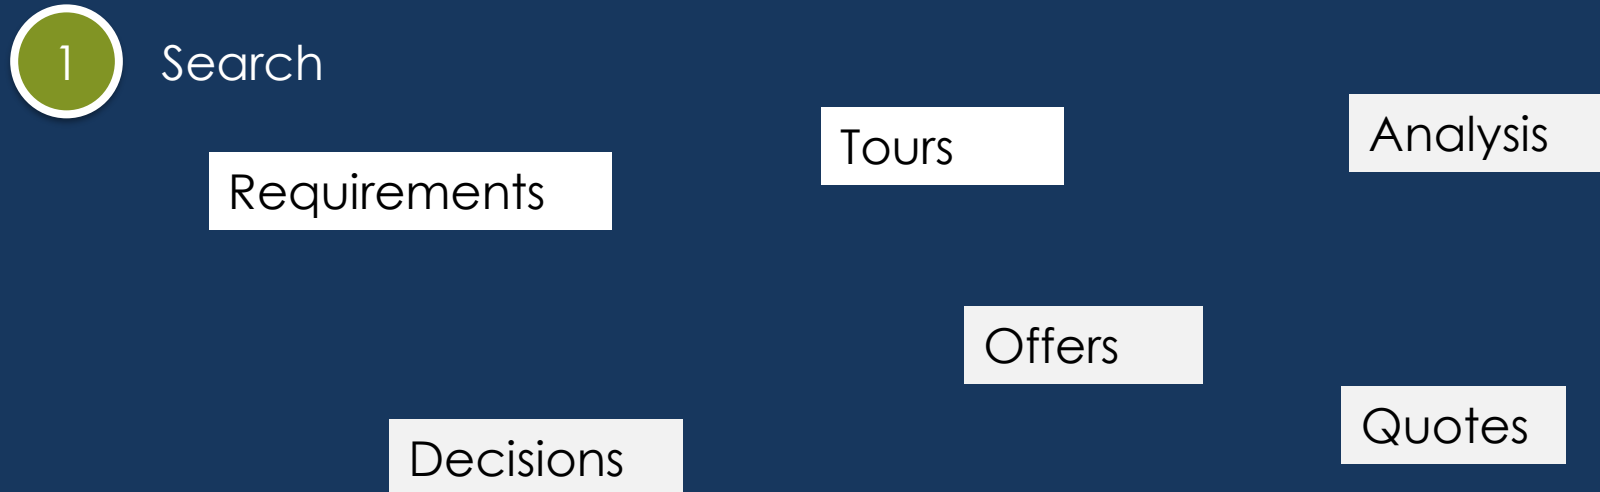 1 Search
Analysis
Tours
Requirements
Offers
Quotes
Decisions